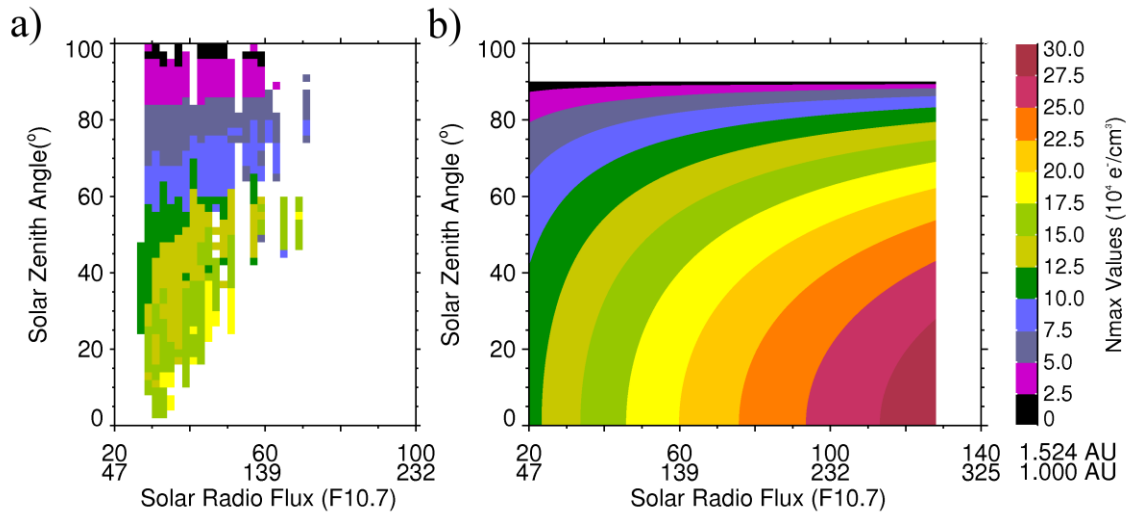 a)
Solar Zenith Angle(°)
100
80
60
40
20
0
20 60 100
47 139 232
Solar Radio Flux (F10.7)
b)
Solar Zenith Angle (°)
100
80
60
40
20
0
20 60 100 140
47 139 232 325
Solar Radio Flux (F10.7)
30.0
27.5
25.0
22.5
20.0
17.5
15.0
12.5
10.0
7.5
5.0
2.5
0
Nmax Values (10⁴ e⁻/cm³)
1.524 AU
1.000 AU